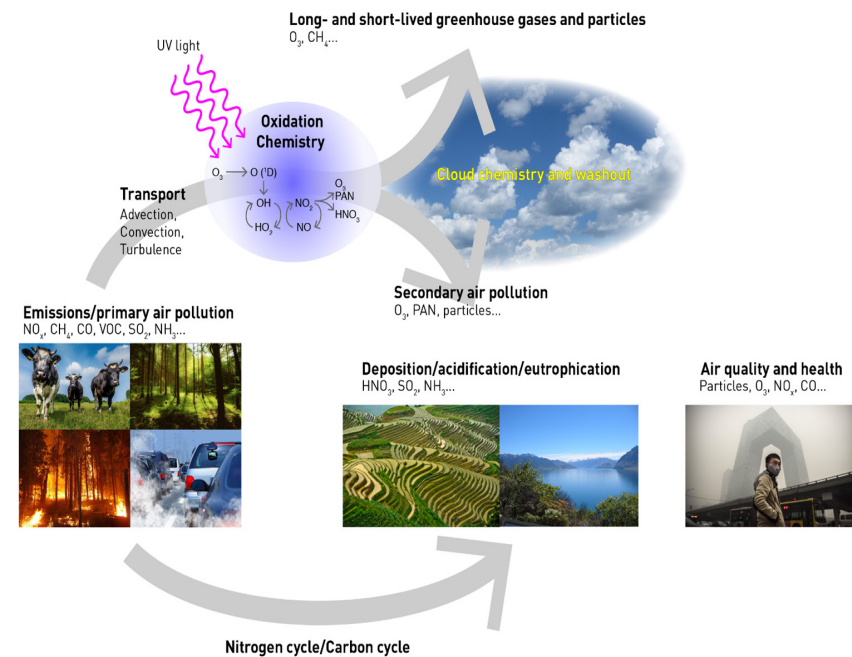 Long- and short-lived greenhouse gases and particles
O₃, CH₄...
UV light
Oxidation
Chemistry
O₃ → O (¹D)
O₃
PAN
OH
NO₂
HNO₃
HO₂
NO
Cloud chemistry and washout
Transport
Advection,
Convection,
Turbulence
Secondary air pollution
O₃, PAN, particles...
Emissions/primary air pollution
NOₓ, CH₄, CO, VOC, SO₂, NH₃...
Deposition/acidification/eutrophication
HNO₃, SO₂, NH₃...
Air quality and health
Particles, O₃, NOₓ, CO...
Nitrogen cycle/Carbon cycle